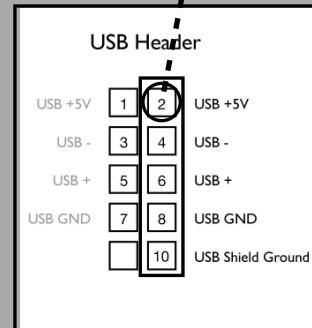 USB Header
USB +5V 1 2 USB +5V
USB - 3 4 USB -
USB + 5 6 USB +
USB GND 7 8 USB GND
10 USB Shield Ground